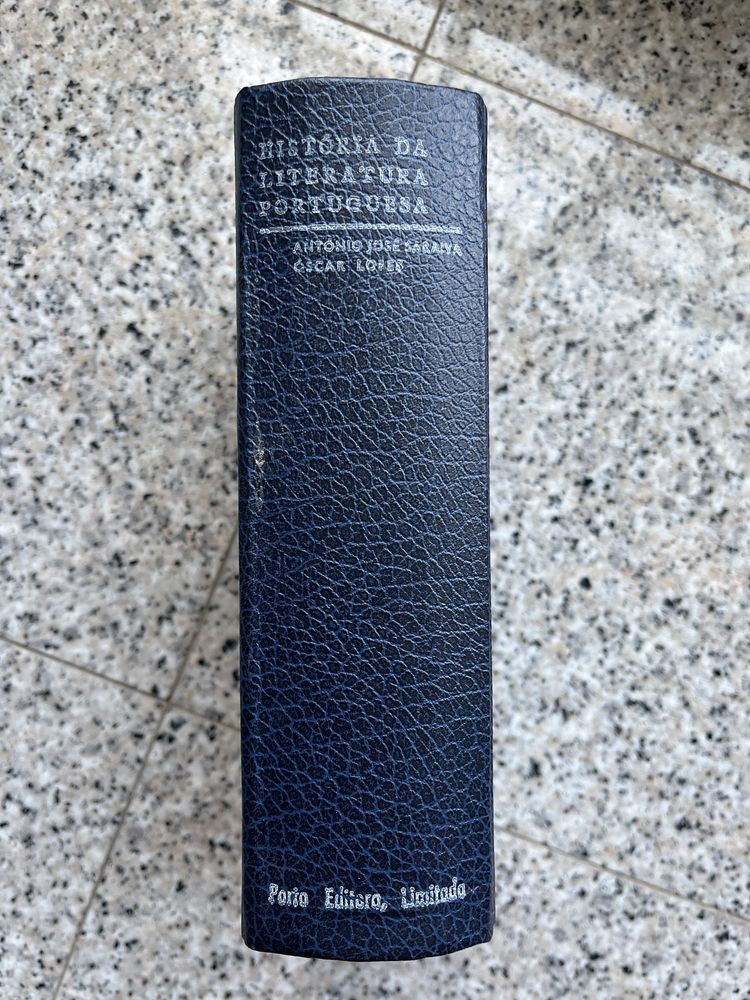 HISTÓRIA DA
LITERATURA
PORTUGUESA
ANTÓNIO JOSÉ SARAIVA
ÓSCAR LOPES
Porto Editora, Limitada